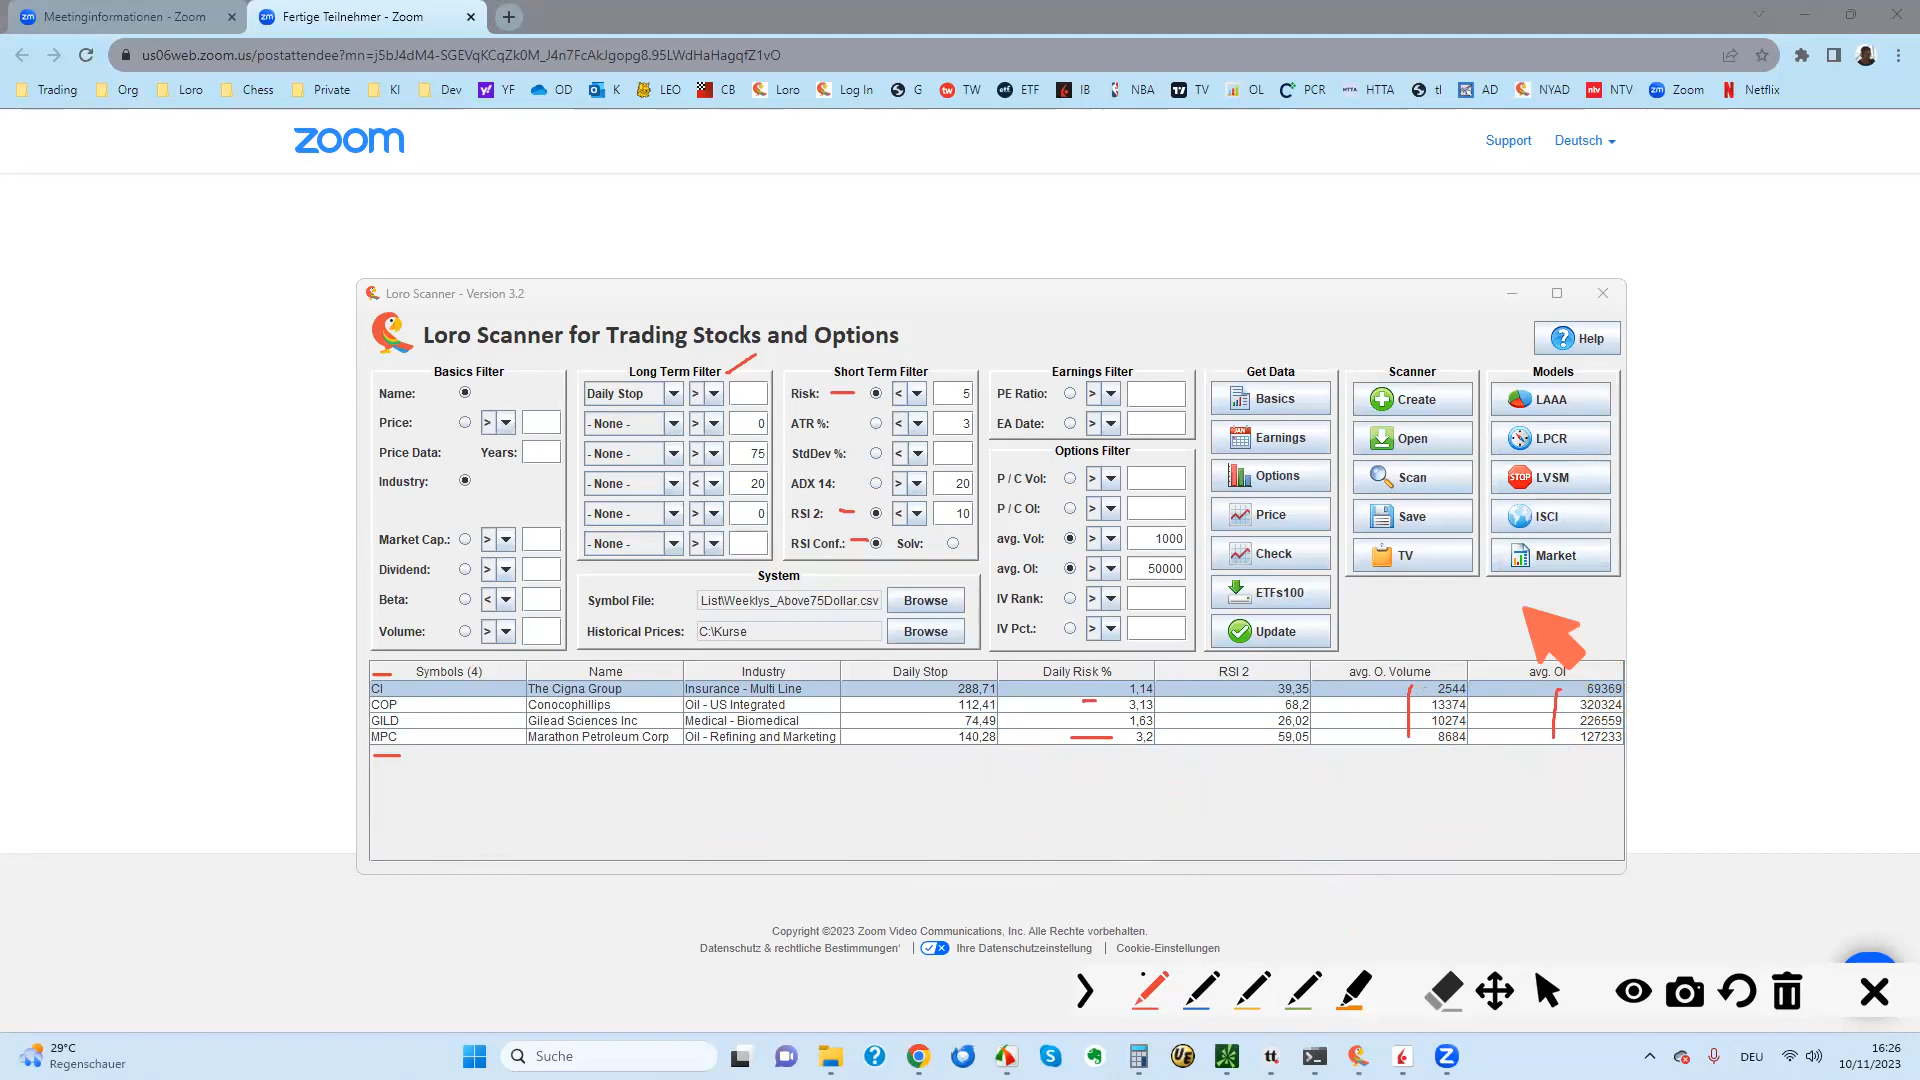 Meetinginformationen - Zoom
Fertige Teilnehmer - Zoom
us06web.zoom.us/postattendee?mn=j5bJ4dM4-SGEVqKCqZk0M_J4n7FcAkJgopg8.95LWdHaHagqfZ1vO
Trading Org Loro Chess Private KI Dev YF OD K LEO CB Loro Log In G TW ETF IB NBA TV OL PCR HTTA tl AD NYAD NTV Zoom Netflix
zoom
Support Deutsch
Loro Scanner - Version 3.2
Loro Scanner for Trading Stocks and Options
Help
Basics Filter
Name:
Price: >
Price Data: Years:
Industry:
Market Cap.: >
Dividend: >
Beta: <
Volume: >
Long Term Filter
Daily Stop >
- None - > 0
- None - > 75
- None - < 20
- None - > 0
- None - >
Short Term Filter
Risk: < 5
ATR %: < 3
StdDev %: <
ADX 14: > 20
RSI 2: < 10
RSI Conf.: Solv:
System
Symbol File: List\Weeklys_Above75Dollar.csv Browse
Historical Prices: C:\Kurse Browse
Earnings Filter
PE Ratio: >
EA Date: >
Options Filter
P / C Vol: >
P / C OI: >
avg. Vol: > 1000
avg. OI: > 50000
IV Rank: >
IV Pct.: >
Get Data
Basics
Earnings
Options
Price
Check
ETFs100
Update
Scanner
Create
Open
Scan
Save
TV
Models
LAAA
LPCR
LVSM
ISCI
Market
Symbols (4) Name Industry Daily Stop Daily Risk % RSI 2 avg. O. Volume avg. OI
CI The Cigna Group Insurance - Multi Line 288,71 1,14 39,35 2544 69369
COP Conocophillips Oil - US Integrated 112,41 3,13 68,2 13374 320324
GILD Gilead Sciences Inc Medical - Biomedical 74,49 1,63 26,02 10274 226559
MPC Marathon Petroleum Corp Oil - Refining and Marketing 140,28 3,2 59,05 8684 127233
Copyright ©2023 Zoom Video Communications, Inc. Alle Rechte vorbehalten.
Datenschutz & rechtliche Bestimmungen | Ihre Datenschutzeinstellung | Cookie-Einstellungen
29°C
Regenschauer
Suche
DEU
16:26
10/11/2023